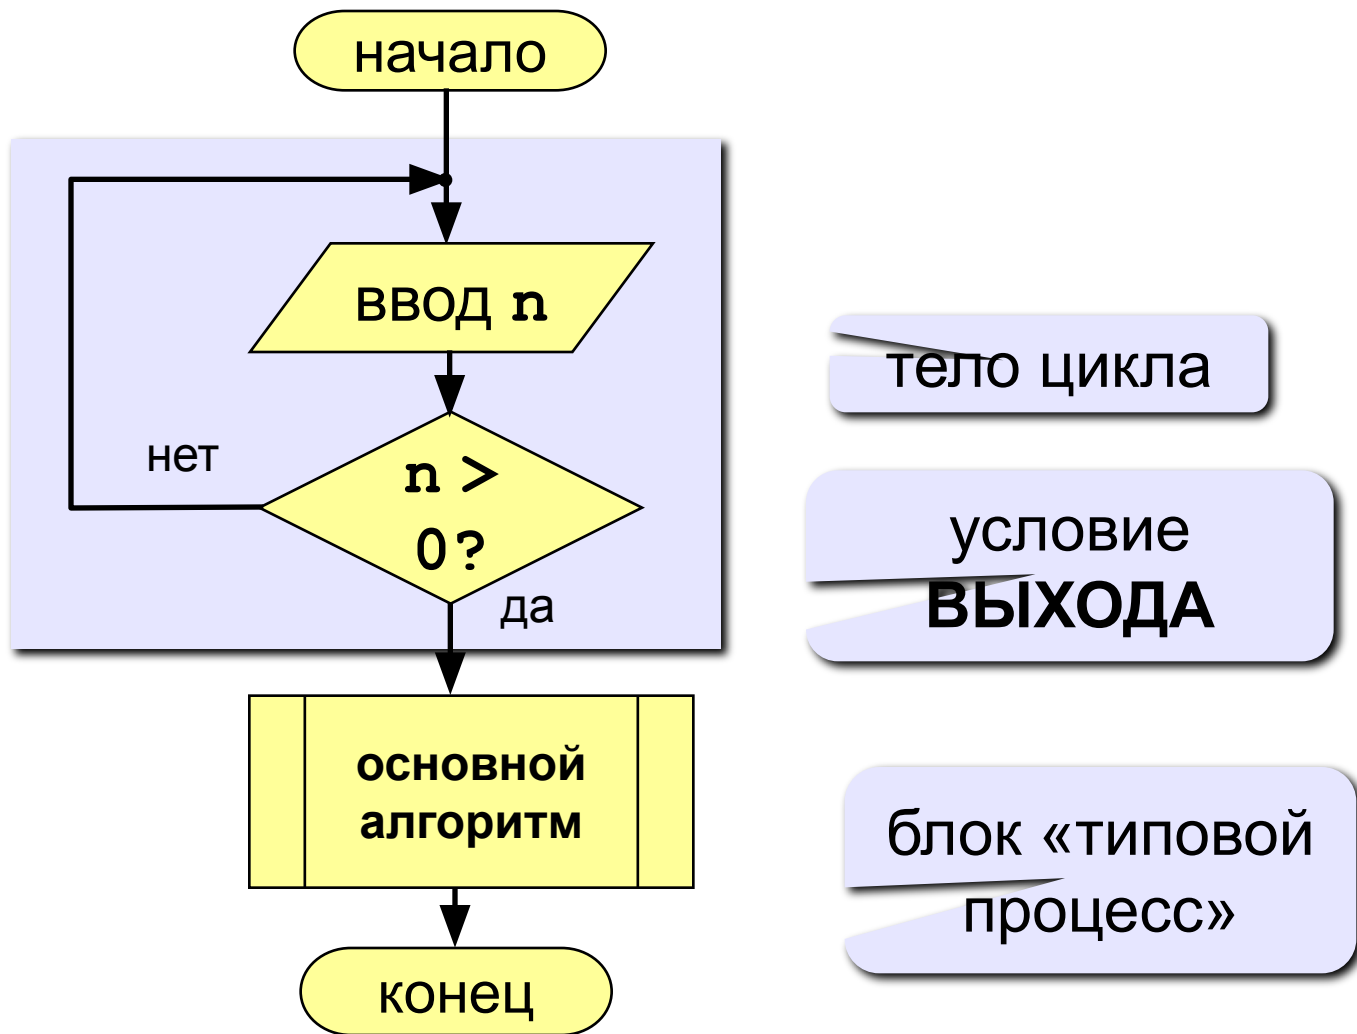 начало
ввод n
нет
n >
0?
да
основной
алгоритм
конец
тело цикла
условие
ВЫХОДА
блок «типовой
процесс»